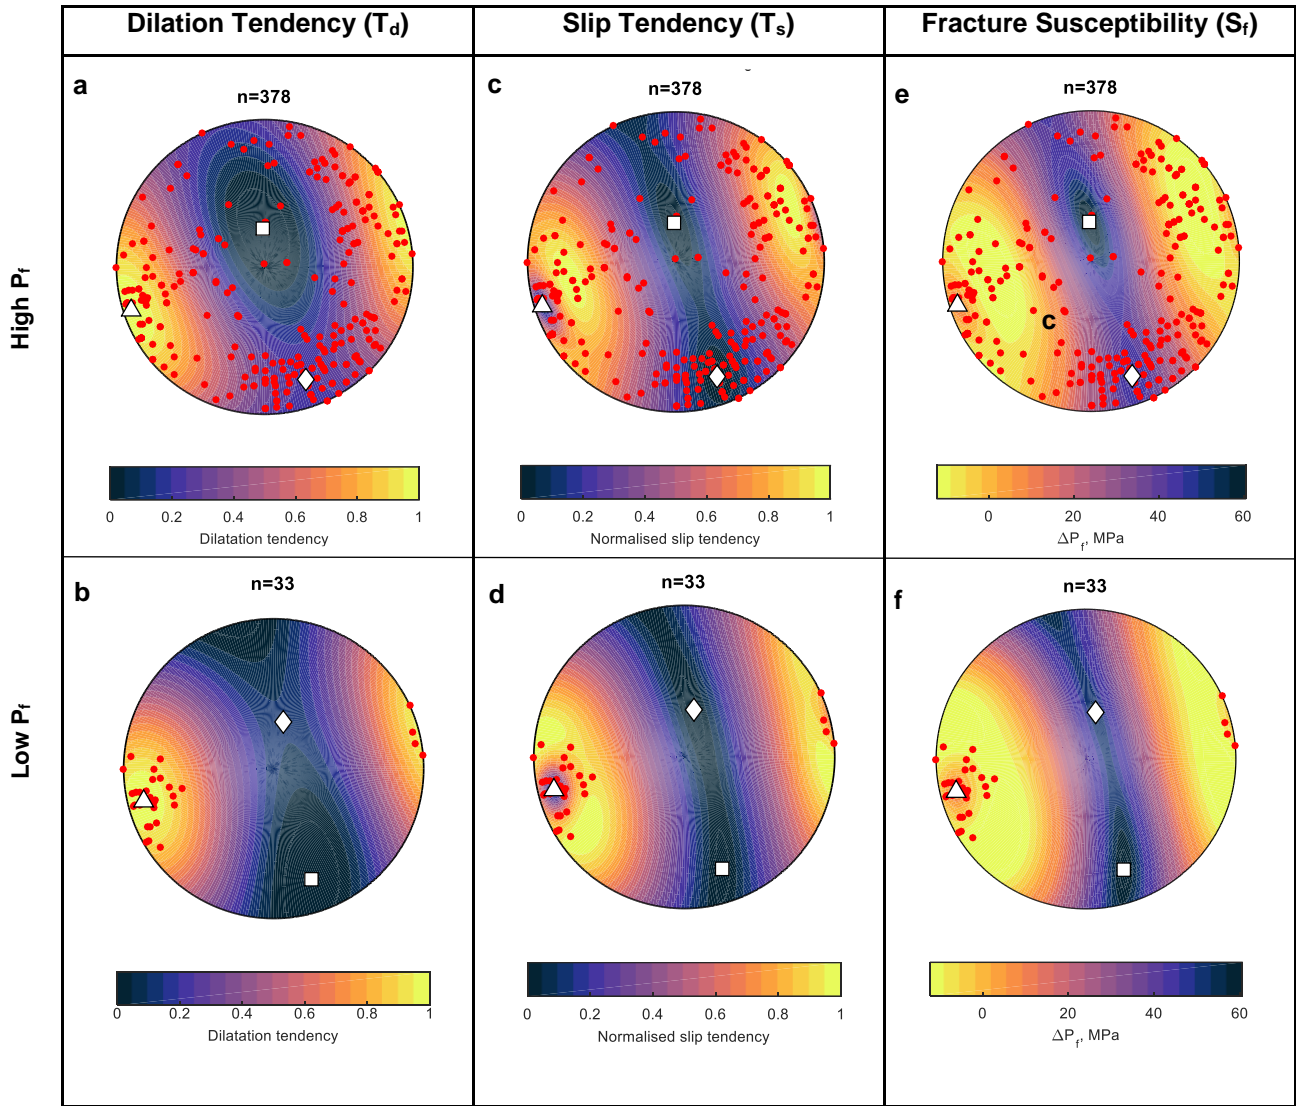 Dilation Tendency (Td)
Slip Tendency (Ts)
Fracture Susceptibility (Sf)
High Pf
a
n=378
0 0.2 0.4 0.6 0.8 1
Dilatation tendency
c
n=378
0 0.2 0.4 0.6 0.8 1
Normalised slip tendency
e
n=378
c
0 20 40 60
ΔPf, MPa
Low Pf
b
n=33
0 0.2 0.4 0.6 0.8 1
Dilatation tendency
d
n=33
0 0.2 0.4 0.6 0.8 1
Normalised slip tendency
f
n=33
0 20 40 60
ΔPf, MPa